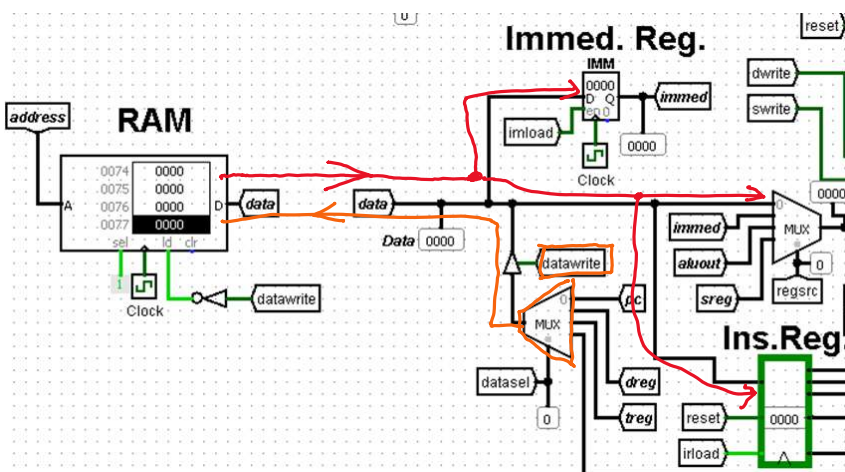 0
reset
Immed. Reg.
IMM
dwrite
address
RAM
0000
D Q
en 0
immed
swrite
imload
0000
0074 0000
0075 0000
0076 0000
0077 0000
A
D
data
data
Clock
0000
0
MUX
immed
Data 0000
sel ld clr
aluout
datawrite
0
1
Clock
datawrite
0
pc
sreg
regsrc
MUX
Ins.Reg.
datasel
dreg
0
treg
reset
0000
irload